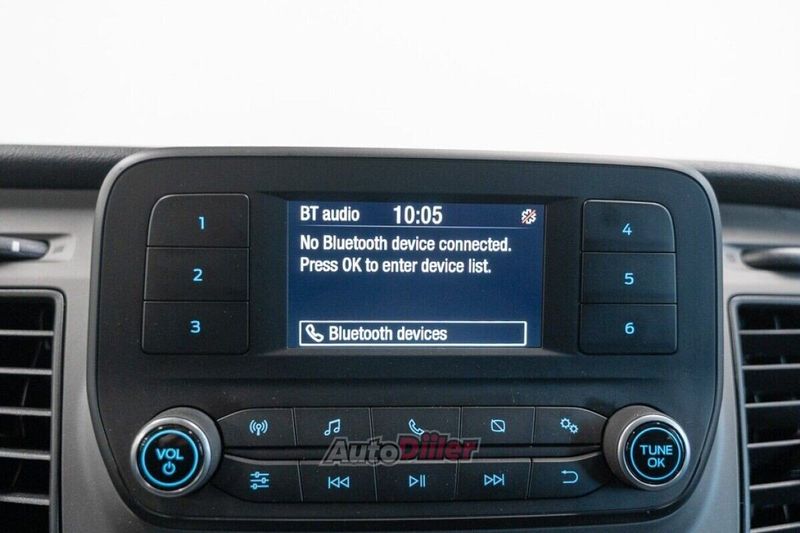 BT audio 10:05
No Bluetooth device connected.
Press OK to enter device list.
Bluetooth devices
1
2
3
4
5
6
VOL
TUNE
OK
AutoDiller